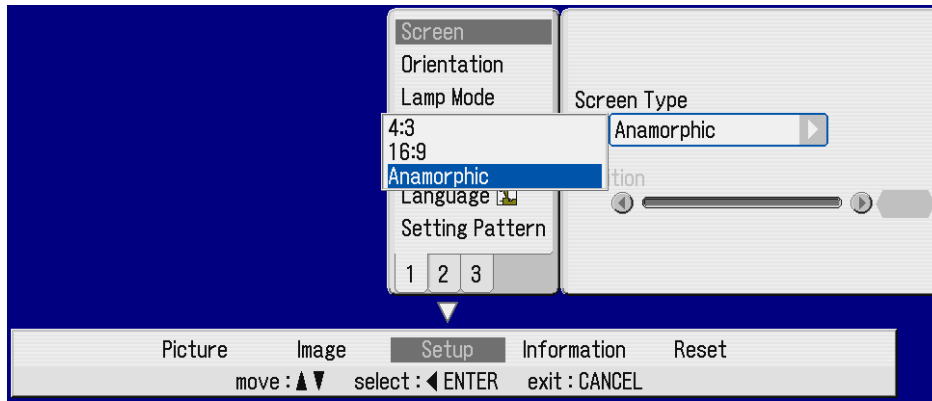 Screen
Orientation
Lamp Mode
Screen Type
4:3
Anamorphic
16:9
Anamorphic
Language
Setting Pattern
1 2 3
Picture Image Setup Information Reset
move:▲▼ select:◀ENTER exit:CANCEL